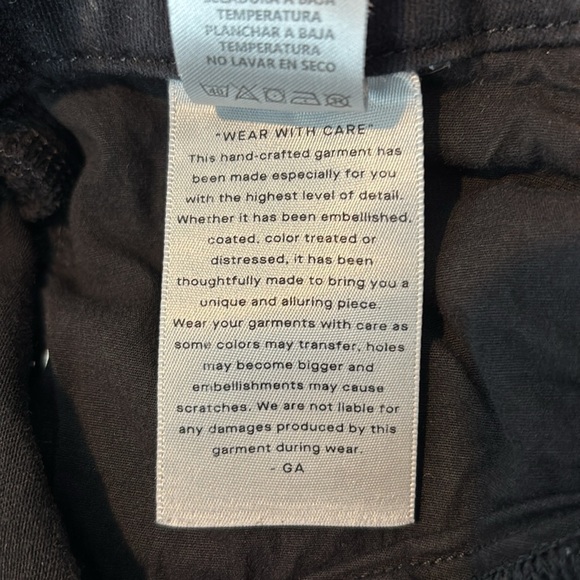 SECADORA A BAJA
TEMPERATURA
PLANCHAR A BAJA
TEMPERATURA
NO LAVAR EN SECO
"WEAR WITH CARE"
This hand-crafted garment has
been made especially for you
with the highest level of detail.
Whether it has been embellished,
coated, color treated or
distressed, it has been
thoughtfully made to bring you a
unique and alluring piece.
Wear your garments with care as
some colors may transfer, holes
may become bigger and
embellishments may cause
scratches. We are not liable for
any damages produced by this
garment during wear.
- GA